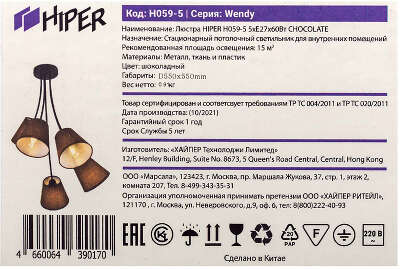 HIPER
Код: H059-5 | Серия: Wendy
Наименование: Люстра HIPER H059-5 5xE27x60Вт CHOCOLATE
Назначение: Стационарный потолочный светильник для внутренних помещений
Рекомендованная площадь освещения: 15 м²
Материалы: Металл, ткань и пластик
Цвет: шоколадный
Габариты: D550x550mm
Вес нетто: 0.9кг
Товар сертифицирован и соответствует требованиям ТР ТС 004/2011 и ТР ТС 020/2011
Дата производства: (10/2021)
Гарантийный срок 1 год
Срок Службы 5 лет
Изготовитель: «ХАЙПЕР Технолоджи Лимитед»
12/F, Henley Building, Suite No. 8673, 5 Queen's Road Central, Central, Hong Kong
ООО «Марсала», 123423, г. Москва, пр. Маршала Жукова, 37, стр. 1, этаж 2,
комната 207, Тел. 8-499-343-35-31
Организация уполномоченная принимать претензии ООО «ХАЙПЕР РИТЕЙЛ»,
121170, г. Москва, ул. Неверовского, д.9, оф. 6, тел: 8(800)222-40-93
4 660064 390170
EAC
20
PAP
F
220 В
~
Сделано в Китае